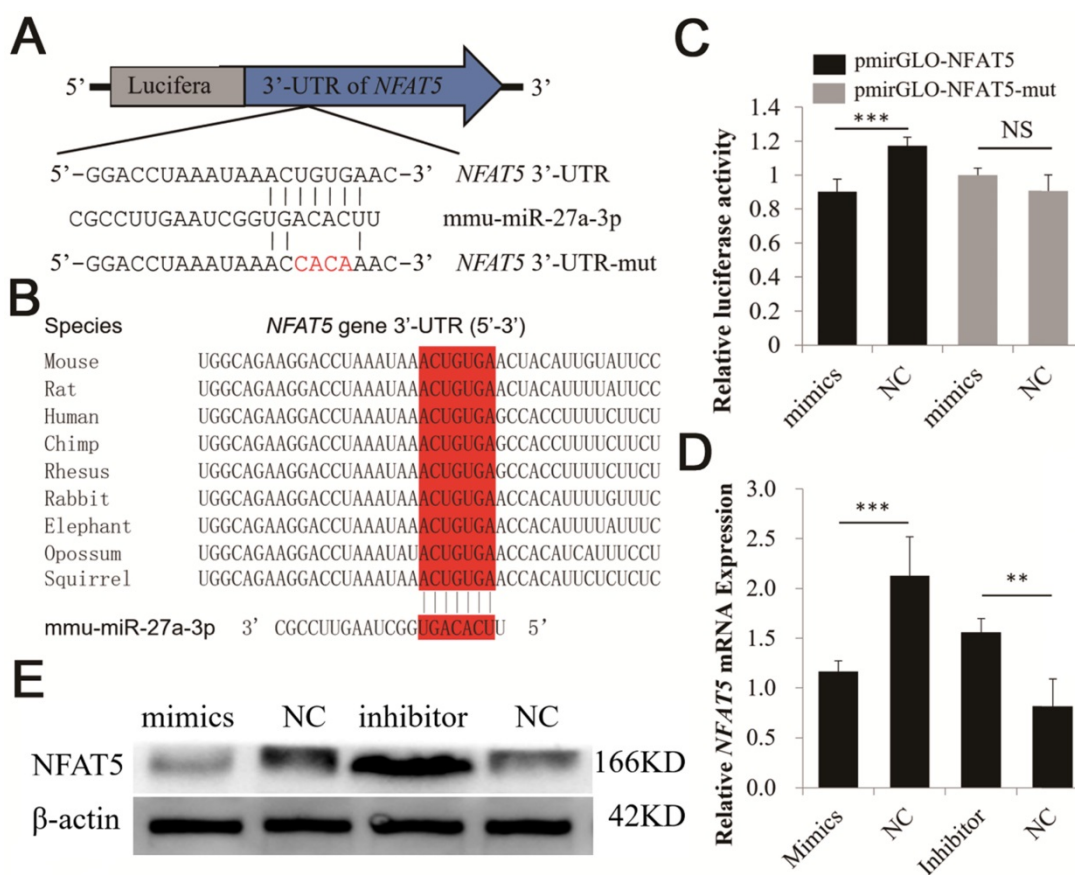 A
5' Lucifera 3'-UTR of NFAT5 3'
5'-GGACCUAAAUAAACUGUGAAC-3' NFAT5 3'-UTR
CGCCUUGAAUCGGUGACACUU mmu-miR-27a-3p
5'-GGACCUAAAUAAACCACAAAC-3' NFAT5 3'-UTR-mut
B
Species NFAT5 gene 3'-UTR (5'-3')
Mouse UGGCAGAAGGACCUAAAUAAACUGUGAACUACAUUGUAUUCC
Rat UGGCAGAAGGACCUAAAUAAACUGUGAACUACAUUGUAUUCC
Human UGGCAGAAGGACCUAAAUAAACUGUGAGCCACCUUUUCUUCU
Chimp UGGCAGAAGGACCUAAAUAAACUGUGAGCCACCUUUUCUUCU
Rhesus UGGCAGAAGGACCUAAAUAAACUGUGAGCCACCUUUUCUUCU
Rabbit UGGCAGAAGGACCUAAAUAAACUGUGAACCACAUUUUGUUUC
Elephant UGGCAGAAGGACCUAAAUAAACUGUGAACCACAUUUUAUUUC
Opossum UGGCAGAAGGACCUAAAUAUACUGUGAACCACAUCAUUUCCU
Squirrel UGGCAGAAGGACCUAAAUAAACUGUGAACCACAUUCUCUCUC
mmu-miR-27a-3p 3' CGCCUUGAAUCGGUGACACUU 5'
C
pmirGLO-NFAT5
pmirGLO-NFAT5-mut
Relative luciferase activity
1.4
1.2
1
0.8
0.6
0.4
0.2
0
***
NS
mimics NC mimics NC
D
Relative NFAT5 mRNA Expression
3.0
2.5
2.0
1.5
1.0
0.5
0.0
***
**
Mimics NC Inhibitor NC
E
mimics NC inhibitor NC
NFAT5 166KD
β-actin 42KD